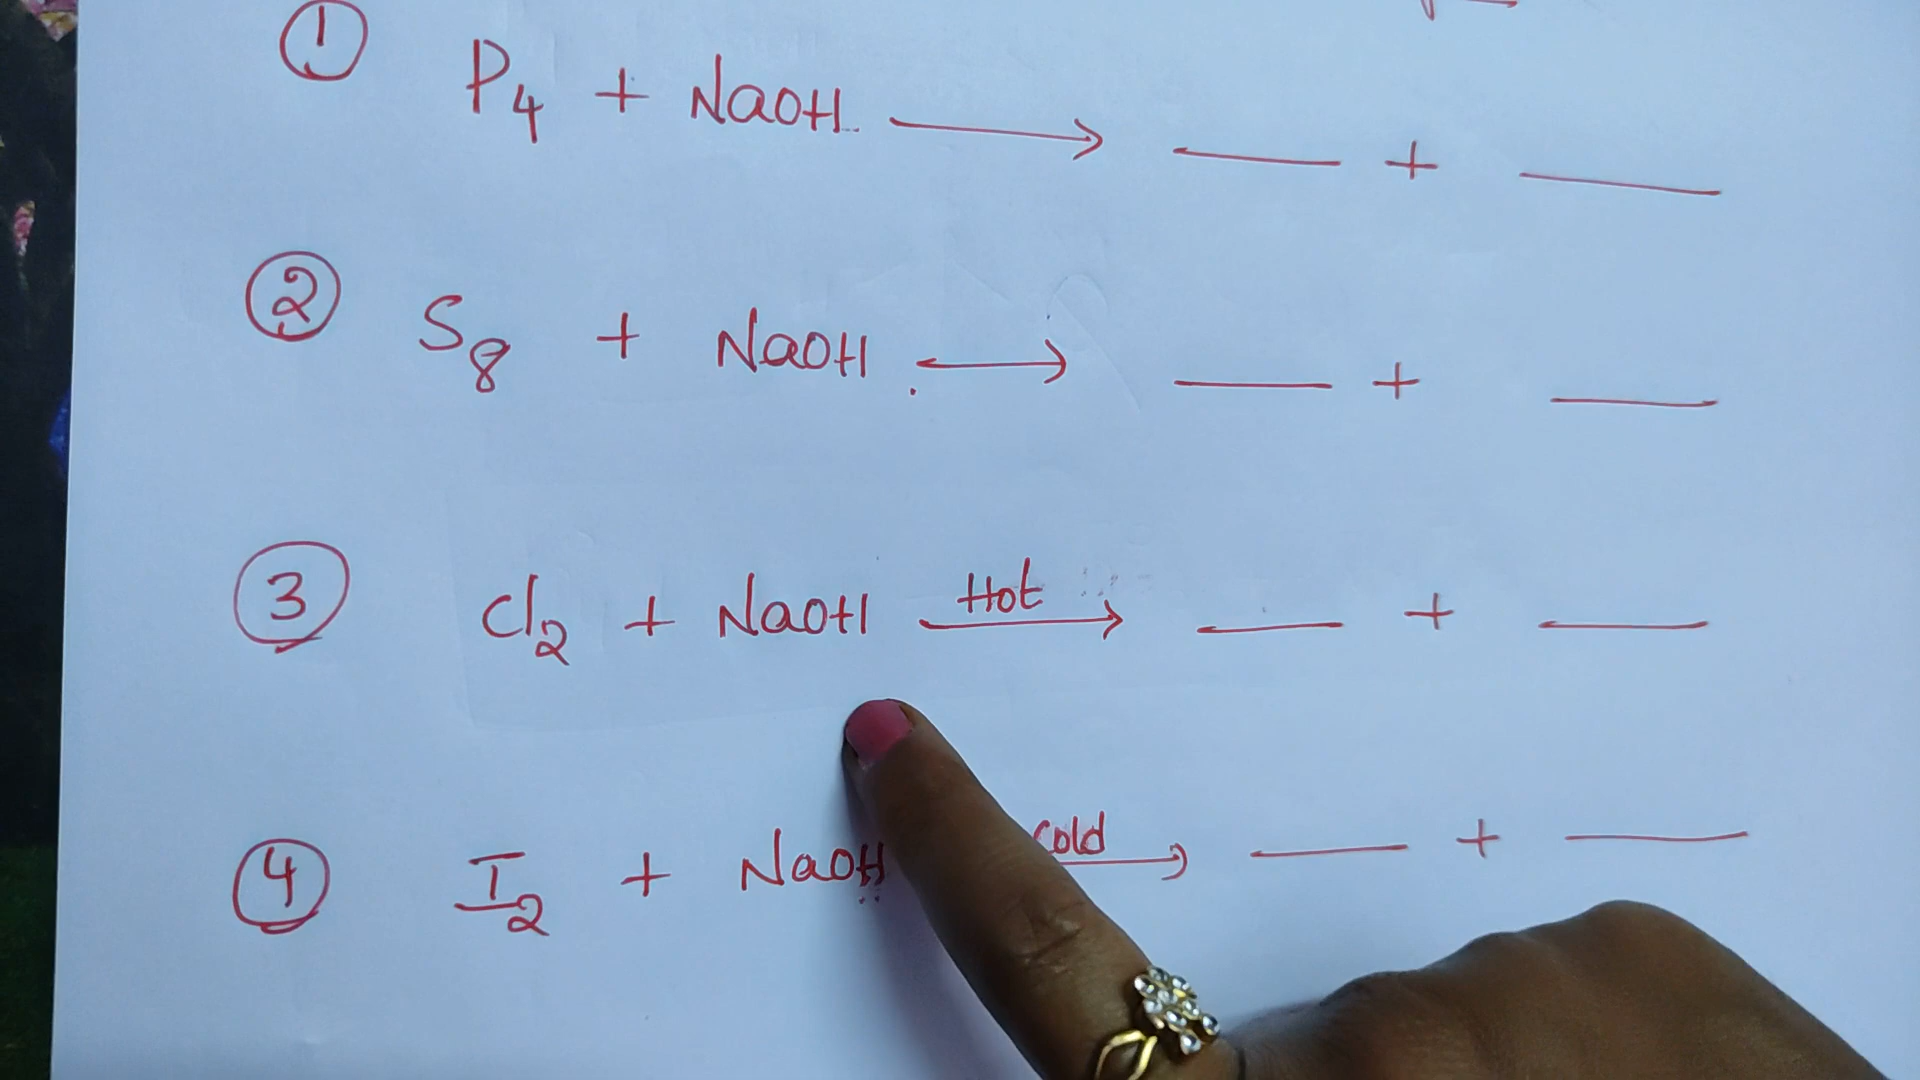 ① P₄ + NaOH ⟶ ___ + ___
② S₈ + NaOH ⟷ ___ + ___
③ Cl₂ + NaOH Hot ⟶ ___ + ___
④ I₂ + NaOH cold ⟶ ___ + ___